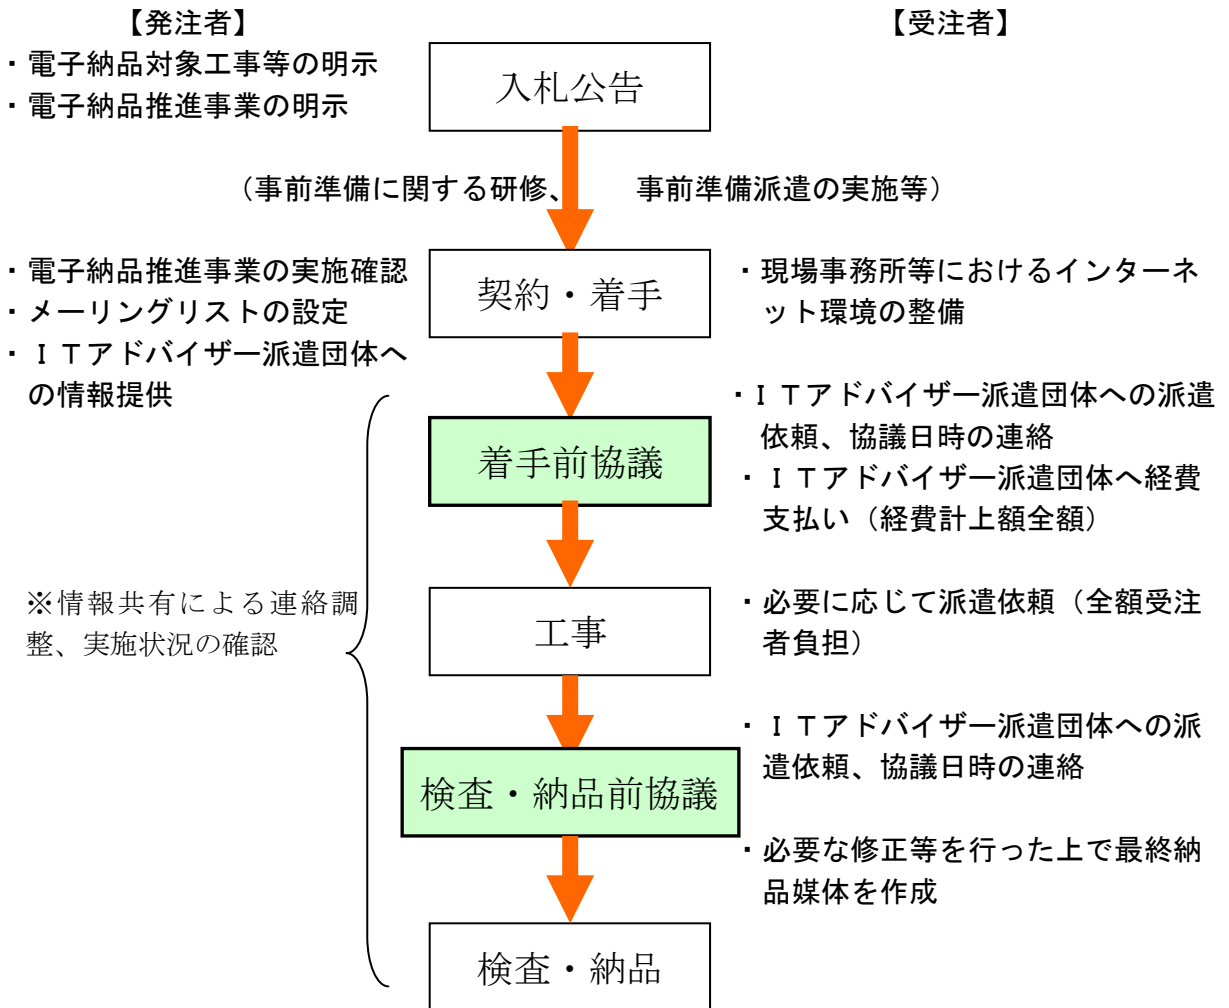 【発注者】
【受注者】
・電子納品対象工事等の明示
・電子納品推進事業の明示
入札公告
（事前準備に関する研修、 事前準備派遣の実施等）
・電子納品推進事業の実施確認
・メーリングリストの設定
・ＩＴアドバイザー派遣団体へ
の情報提供
契約・着手
・現場事務所等におけるインターネ
ット環境の整備
・ＩＴアドバイザー派遣団体への派遣
依頼、協議日時の連絡
・ＩＴアドバイザー派遣団体へ経費
支払い（経費計上額全額）
着手前協議
※情報共有による連絡調
整、実施状況の確認
工事
・必要に応じて派遣依頼（全額受注
者負担）
・ＩＴアドバイザー派遣団体への派
遣依頼、協議日時の連絡
検査・納品前協議
・必要な修正等を行った上で最終納
品媒体を作成
検査・納品